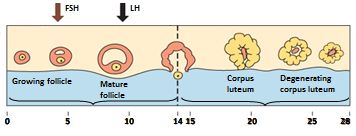 FSH
LH
Growing follicle
Mature
follicle
Corpus
luteum
Degenerating
corpus luteum
0 5 10 14 15 20 25 28